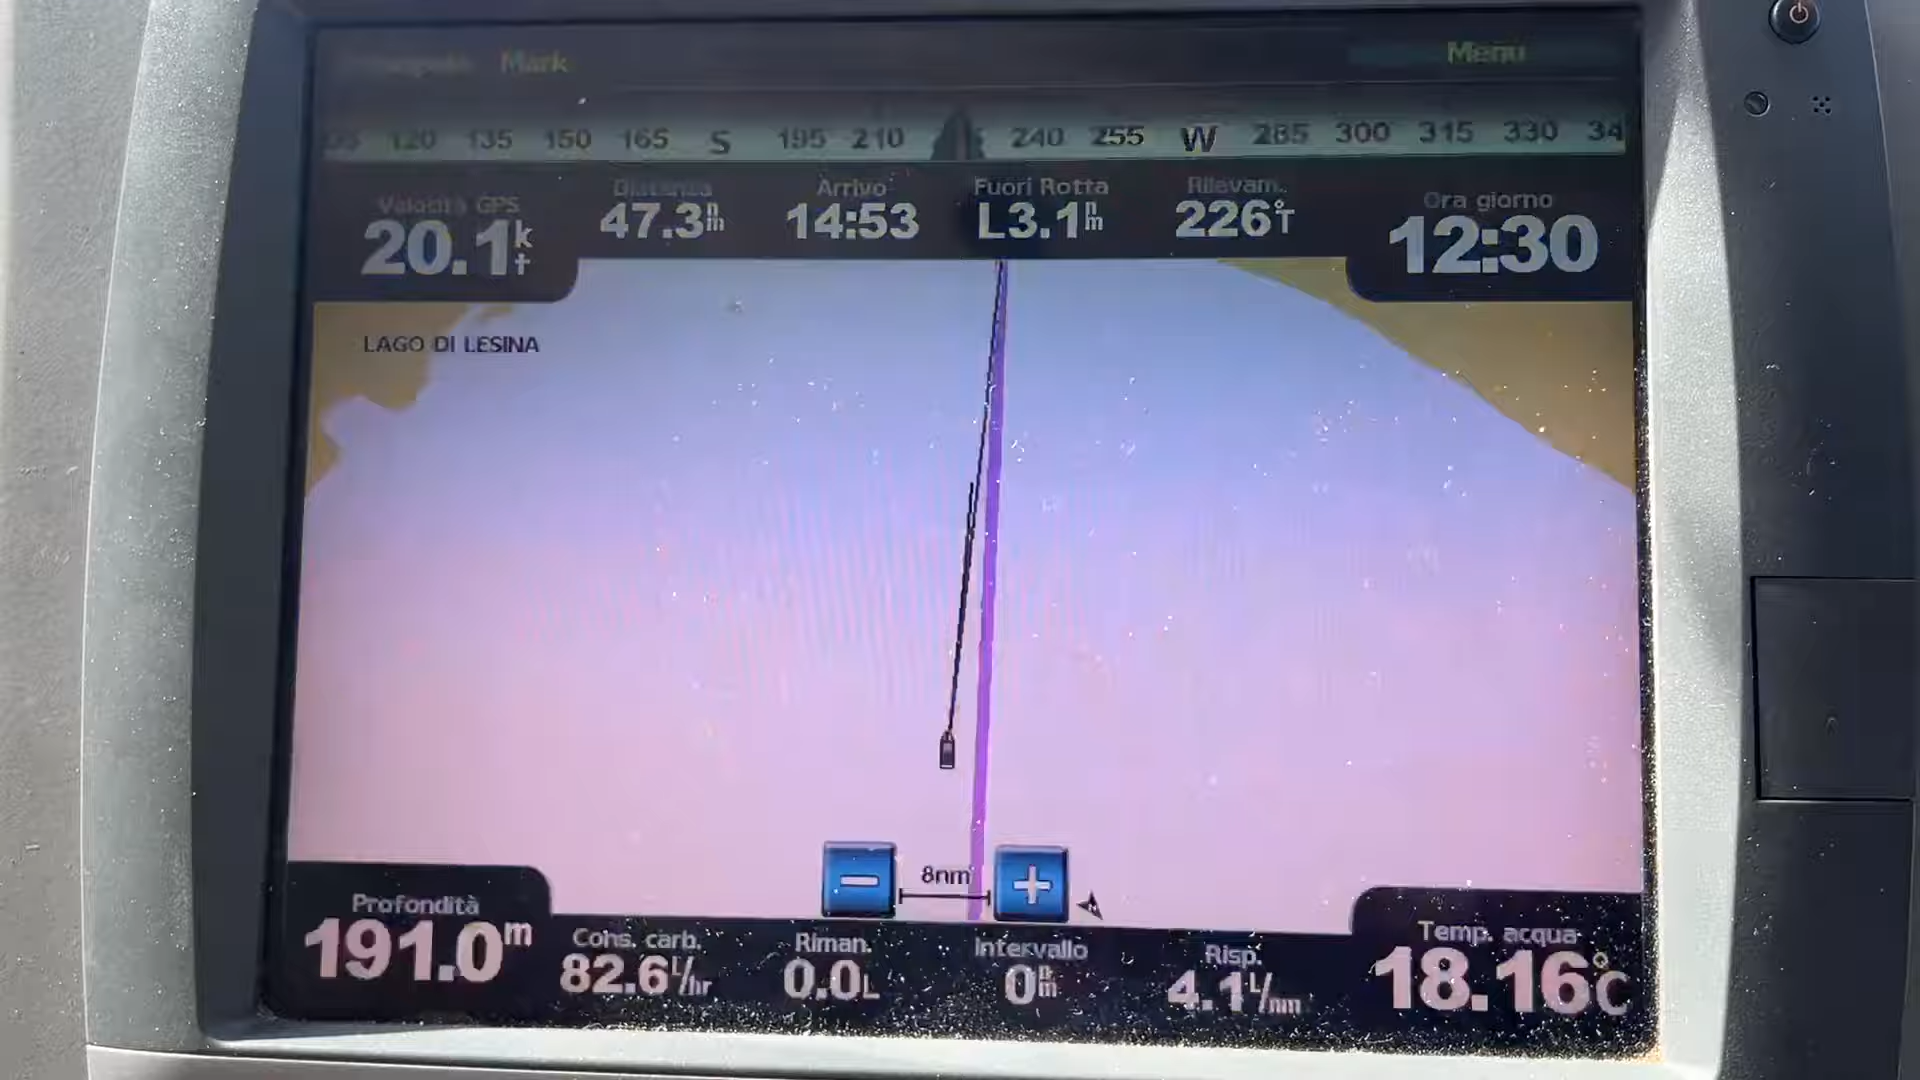 Mark
Menu
120 135 150 165 S 195 210 240 255 W 285 300 315 330
Velocità GPS
20.1kt
Distanza
47.3nm
Arrivo
14:53
Fuori Rotta
L3.1nm
Rilevam.
226°T
Ora giorno
12:30
LAGO DI LESINA
8nm
Profondità
191.0m
Cons. carb.
82.6L/hr
Riman.
0.0L
Intervallo
0nm
Risp.
4.1L/nm
Temp. acqua
18.16°C